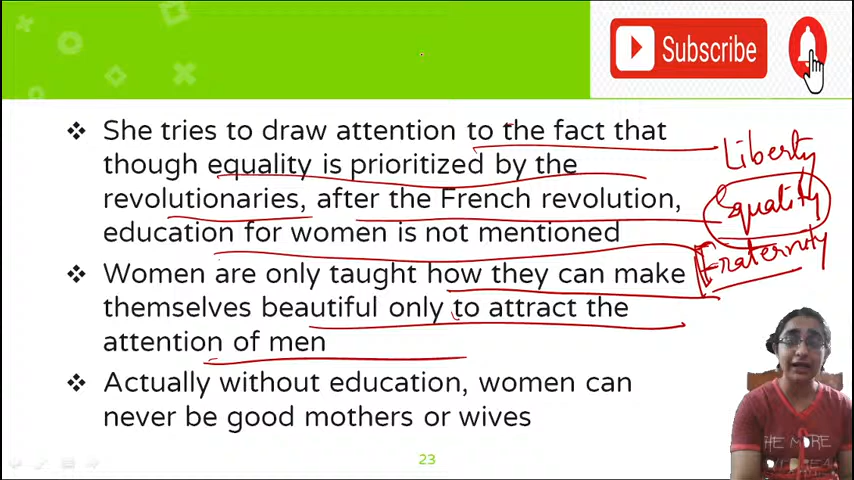 Subscribe
❖ She tries to draw attention to the fact that
though equality is prioritized by the
revolutionaries, after the French revolution,
education for women is not mentioned
❖ Women are only taught how they can make
themselves beautiful only to attract the
attention of men
❖ Actually without education, women can
never be good mothers or wives
Liberty
Equality
Fraternity
23